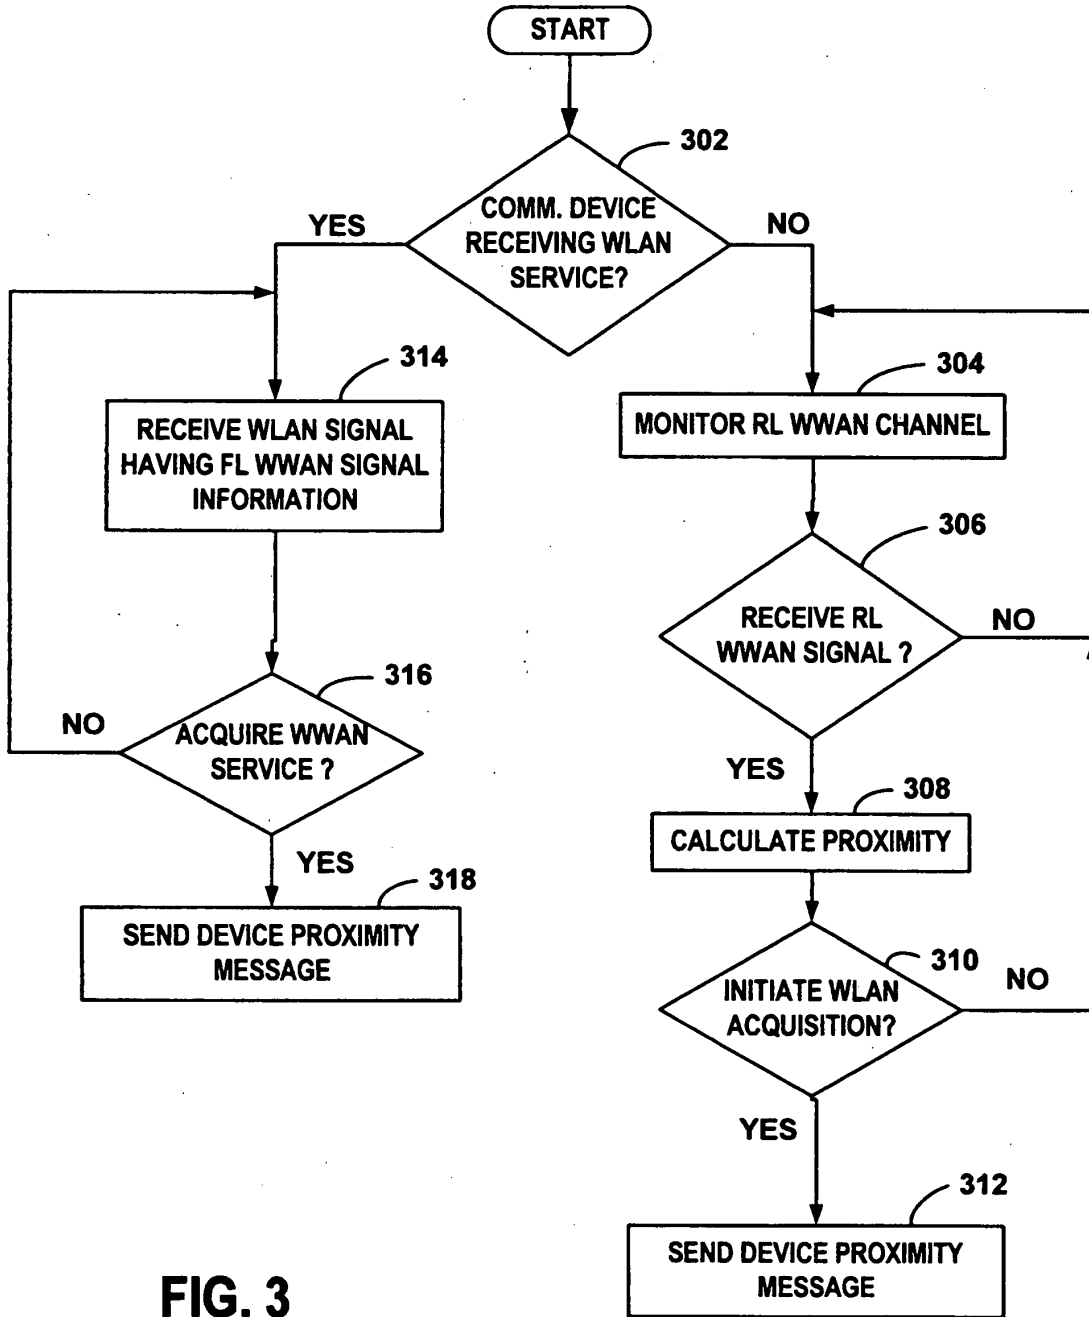 START
302
COMM. DEVICE
RECEIVING WLAN
SERVICE?
YES
NO
314
RECEIVE WLAN SIGNAL
HAVING FL WWAN SIGNAL
INFORMATION
304
MONITOR RL WWAN CHANNEL
306
RECEIVE RL
WWAN SIGNAL ?
NO
316
ACQUIRE WWAN
SERVICE ?
NO
YES
YES
308
CALCULATE PROXIMITY
318
SEND DEVICE PROXIMITY
MESSAGE
310
INITIATE WLAN
ACQUISITION?
NO
YES
312
SEND DEVICE PROXIMITY
MESSAGE
FIG. 3